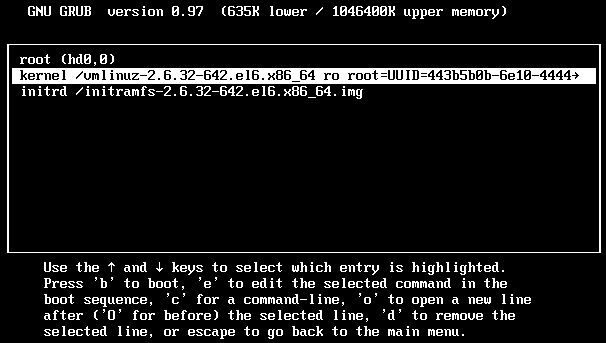 GNU GRUB  version 0.97  (635K lower / 1046400K upper memory)
root (hd0,0)
kernel /vmlinuz-2.6.32-642.el6.x86_64 ro root=UUID=443b5b0b-6e10-4444→
initrd /initramfs-2.6.32-642.el6.x86_64.img
Use the ↑ and ↓ keys to select which entry is highlighted.
Press 'b' to boot, 'e' to edit the selected command in the
boot sequence, 'c' for a command-line, 'o' to open a new line
after ('O' for before) the selected line, 'd' to remove the
selected line, or escape to go back to the main menu.